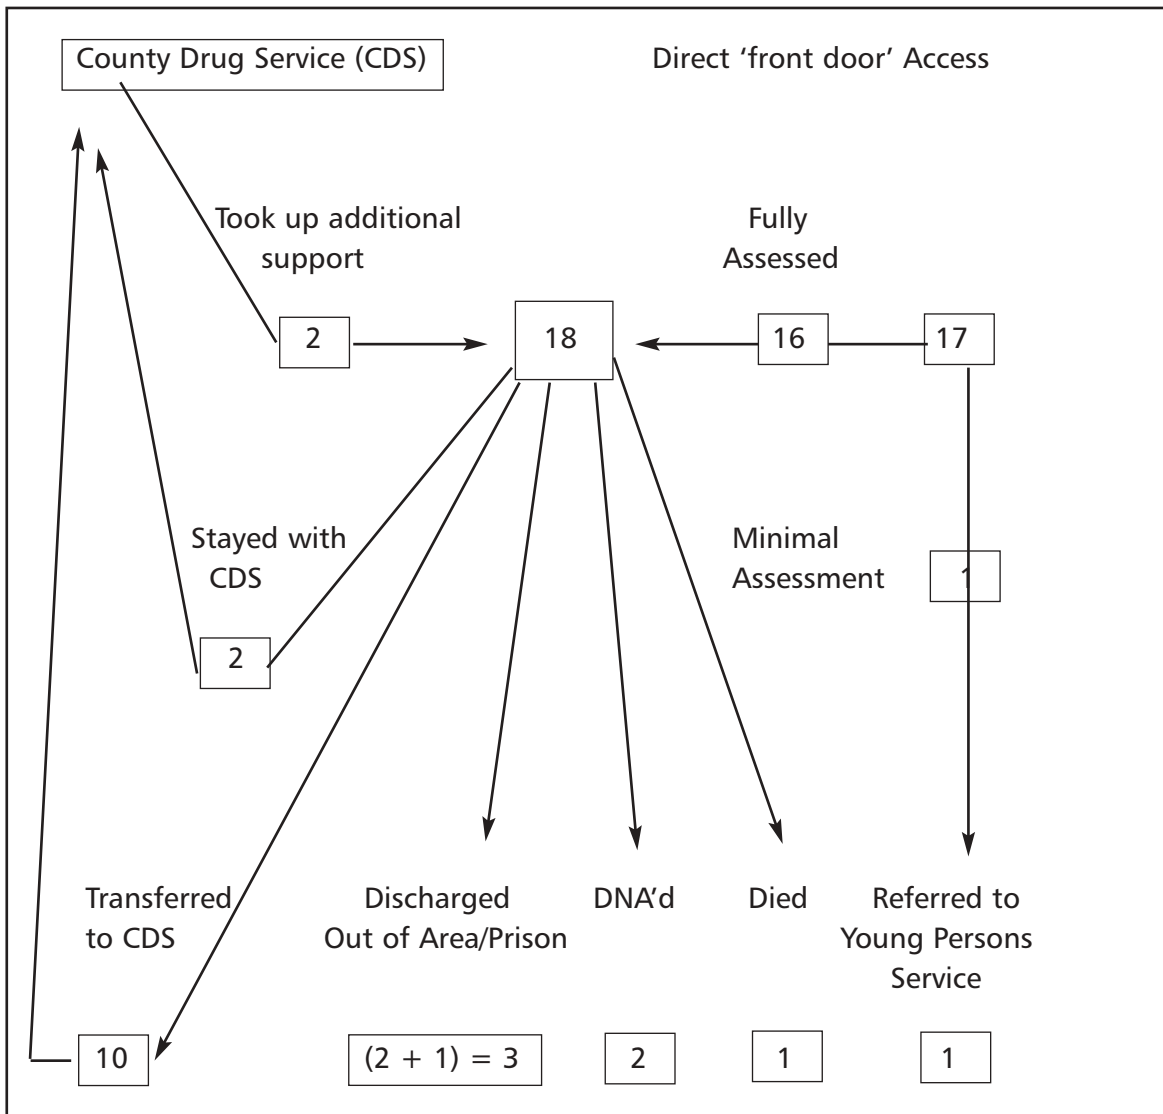 County Drug Service (CDS)
Direct ‘front door’ Access
Took up additional
support
Fully
Assessed
2
18
16
17
Stayed with
CDS
Minimal
Assessment
1
2
Transferred
to CDS
Discharged
Out of Area/Prison
DNA’d
Died
Referred to
Young Persons
Service
10
(2 + 1) = 3
2
1
1